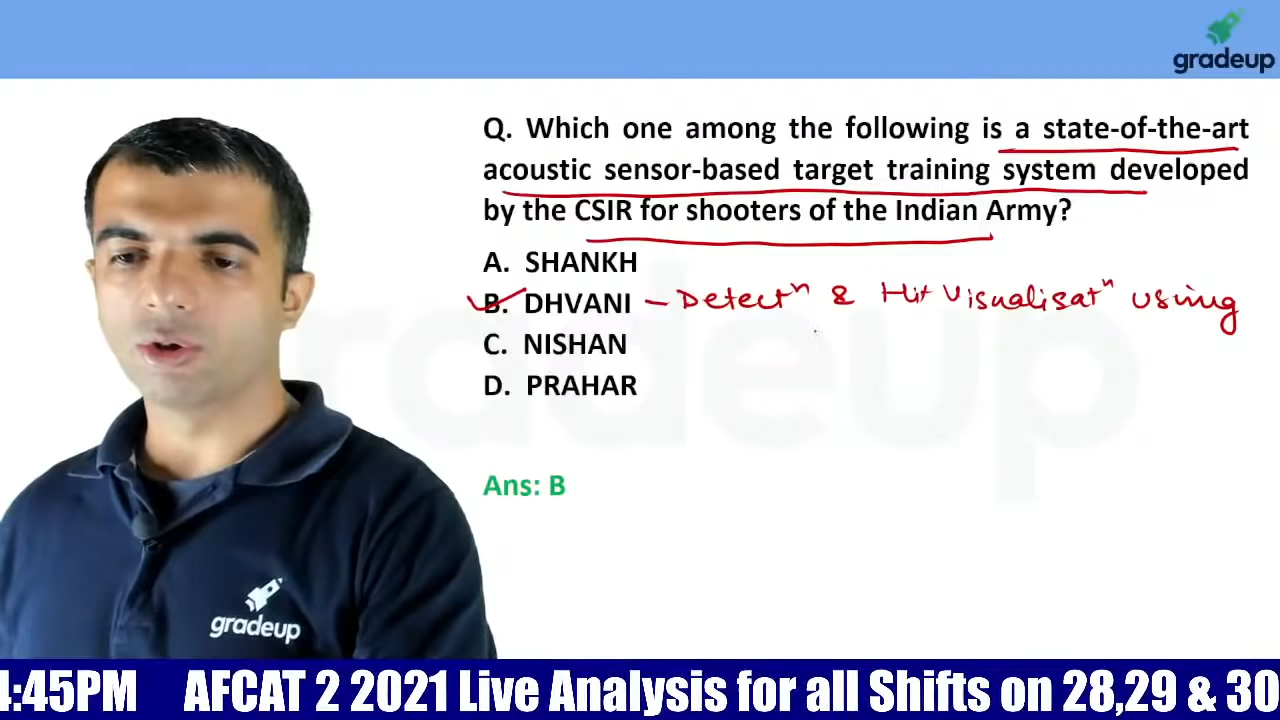 gradeup
Q. Which one among the following is a state-of-the-art
acoustic sensor-based target training system developed
by the CSIR for shooters of the Indian Army?
A. SHANKH
B. DHVANI – Detectⁿ & Hit Visualisatⁿ using
C. NISHAN
D. PRAHAR
Ans: B
gradeup
4:45PM AFCAT 2 2021 Live Analysis for all Shifts on 28,29 & 30